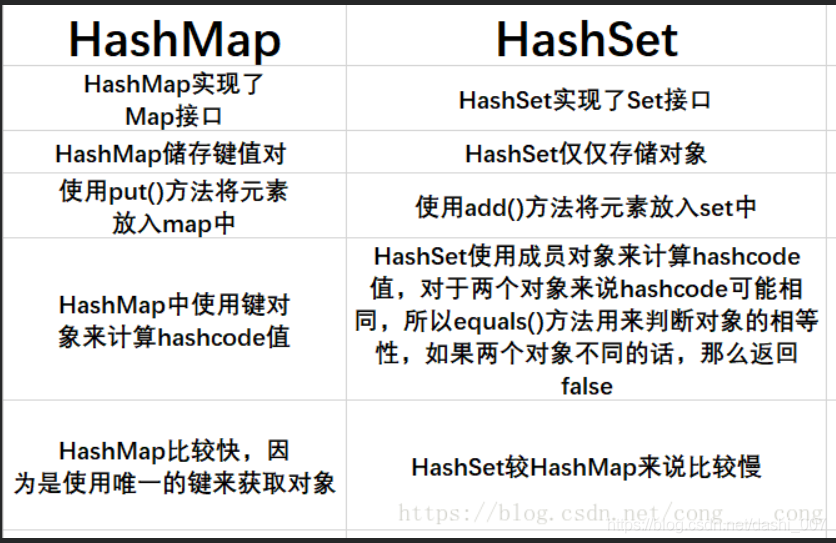 HashMap
HashSet
HashMap实现了
Map接口
HashSet实现了Set接口
HashMap储存键值对
HashSet仅仅存储对象
使用put()方法将元素
放入map中
使用add()方法将元素放入set中
HashMap中使用键对
象来计算hashcode值
HashSet使用成员对象来计算hashcode
值，对于两个对象来说hashcode可能相
同，所以equals()方法用来判断对象的相等
性，如果两个对象不同的话，那么返回
false
HashMap比较快，因
为是使用唯一的键来获取对象
HashSet较HashMap来说比较慢
https://blog.csdn.net/cong____cong
https://blog.csdn.net/dashi_007